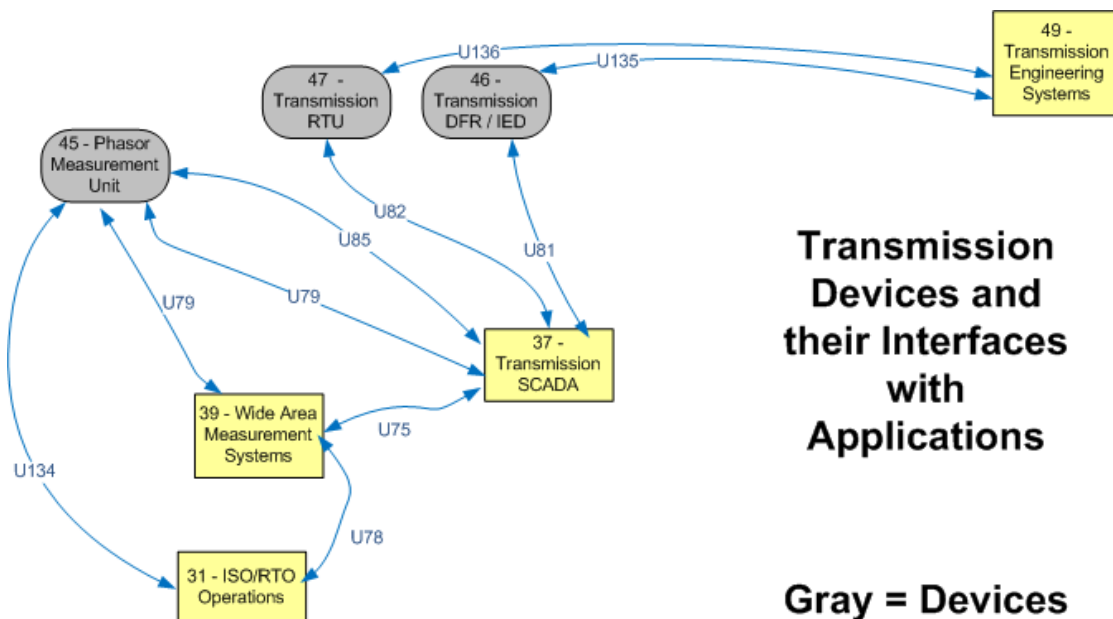 49 -
Transmission
Engineering
Systems
U136
U135
47 -
Transmission
RTU
46 -
Transmission
DFR / IED
45 - Phasor
Measurement
Unit
U82
U85
U81
U79
U79
Transmission
Devices and
their Interfaces
with
Applications
37 -
Transmission
SCADA
39 - Wide Area
Measurement
Systems
U75
U134
U78
31 - ISO/RTO
Operations
Gray = Devices